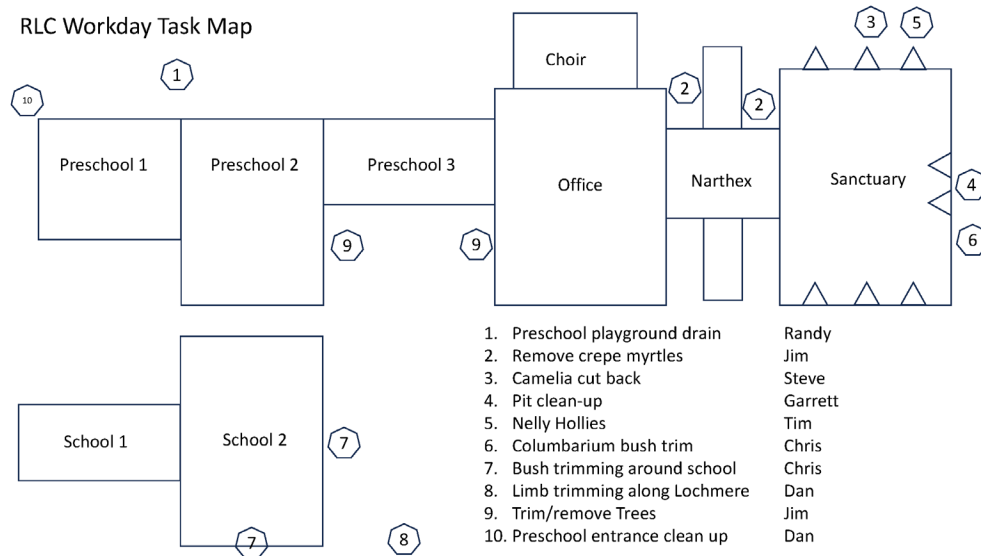 RLC Workday Task Map
3
5
Choir
1
2
10
2
Preschool 1
Preschool 2
Preschool 3
Office
Narthex
Sanctuary
4
9
9
6
1. Preschool playground drain Randy
2. Remove crepe myrtles Jim
3. Camelia cut back Steve
4. Pit clean-up Garrett
5. Nelly Hollies Tim
6. Columbarium bush trim Chris
7. Bush trimming around school Chris
8. Limb trimming along Lochmere Dan
9. Trim/remove Trees Jim
10. Preschool entrance clean up Dan
School 1
School 2
7
7
8